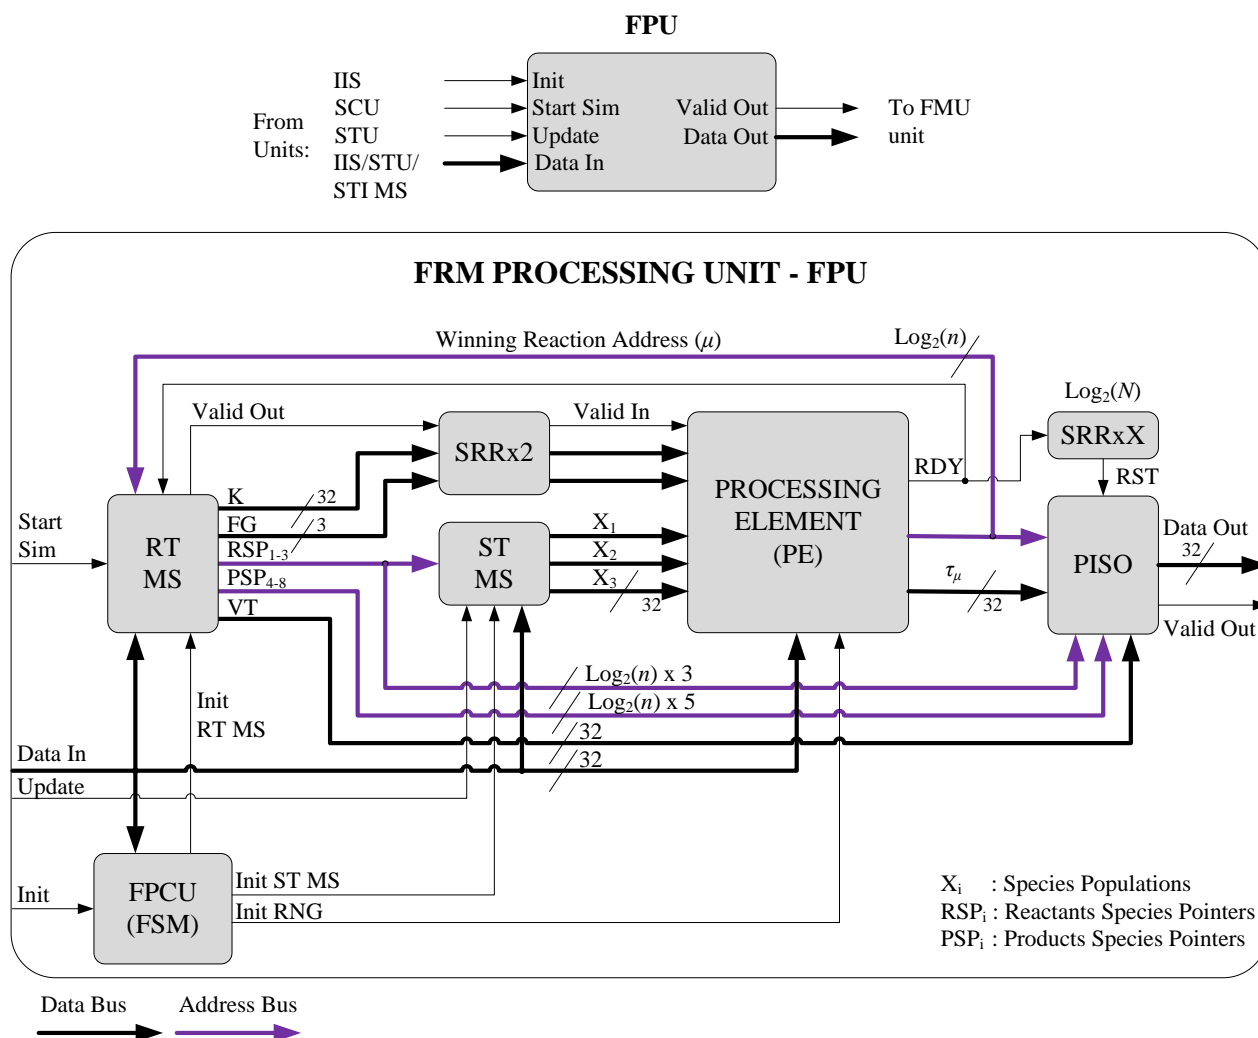 FPU
From
Units:
IIS
SCU
STU
IIS/STU/
STI MS
Init
Start Sim
Update
Data In
Valid Out
Data Out
To FMU
unit
FRM PROCESSING UNIT - FPU
Winning Reaction Address (μ)
Log₂(n)
Log₂(N)
Valid Out
SRRx2
Valid In
SRRxX
RDY
RST
K
32
FG
3
RSP₁₋₃
PSP₄₋₈
VT
Start
Sim
RT
MS
ST
MS
X₁
X₂
X₃
32
PROCESSING
ELEMENT
(PE)
τμ
32
PISO
Data Out
32
Valid Out
Log₂(n) x 3
Log₂(n) x 5
32
32
Init
RT MS
Data In
Update
Init
FPCU
(FSM)
Init ST MS
Init RNG
Xᵢ : Species Populations
RSPᵢ : Reactants Species Pointers
PSPᵢ : Products Species Pointers
Data Bus
Address Bus